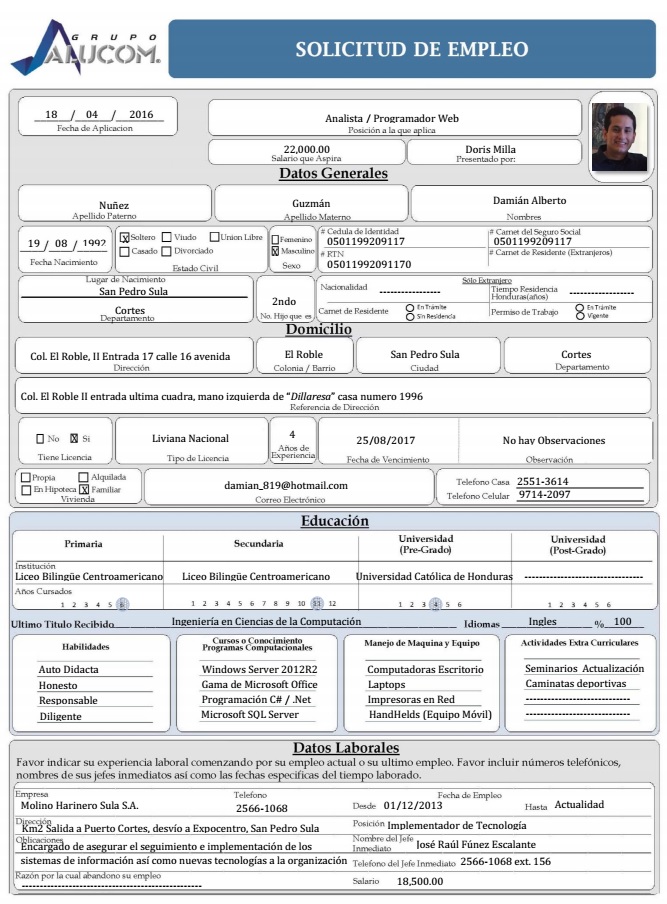 GRUPO
ALUCOM.
SOLICITUD DE EMPLEO
18 / 04 / 2016
Fecha de Aplicacion
Analista / Programador Web
Posición a la que aplica
22,000.00
Salario que Aspira
Doris Milla
Presentado por:
Datos Generales
Nuñez
Apellido Paterno
Guzmán
Apellido Materno
Damián Alberto
Nombres
19 / 08 / 1992
Fecha Nacimiento
X Soltero Viudo Union Libre
Casado Divorciado
Estado Civil
Femenino
X Masculino
Sexo
# Cedula de Identidad
0501199209117
# RTN
05011992091170
# Carnet del Seguro Social
0501199209117
# Carnet de Residente (Extranjeros)
Lugar de Nacimiento
San Pedro Sula
Cortes
Departamento
2ndo
No. Hijo que es
Sólo Extranjero
Nacionalidad ------------------
Tiempo Residencia Honduras(años) ------------------
Carnet de Residente En Trámite Sin Residencia
Permiso de Trabajo En Trámite Vigente
Domicilio
Col. El Roble, II Entrada 17 calle 16 avenida
Dirección
El Roble
Colonia / Barrio
San Pedro Sula
Ciudad
Cortes
Departamento
Col. El Roble II entrada ultima cuadra, mano izquierda de “Dillaresa” casa numero 1996
Referencia de Dirección
No X Si
Tiene Licencia
Liviana Nacional
Tipo de Licencia
4
Años de Experiencia
25/08/2017
Fecha de Vencimiento
No hay Observaciones
Observación
Propia Alquilada
En Hipoteca X Familiar
Vivienda
damian_819@hotmail.com
Correo Electrónico
Telefono Casa 2551-3614
Telefono Celular 9714-2097
Educación
Primaria Secundaria Universidad (Pre-Grado) Universidad (Post-Grado)
Institución
Liceo Bilingüe Centroamericano Liceo Bilingüe Centroamericano Universidad Católica de Honduras ------------------------------
Años Cursados
1 2 3 4 5 6 1 2 3 4 5 6 7 8 9 10 11 12 1 2 3 4 5 6 1 2 3 4 5 6
Ultimo Titulo Recibido Ingeniería en Ciencias de la Computación Idiomas Ingles % 100
Habilidades
Auto Didacta
Honesto
Responsable
Diligente
Cursos o Conocimiento
Programas Computacionales
Windows Server 2012R2
Gama de Microsoft Office
Programación C# / .Net
Microsoft SQL Server
Manejo de Maquina y Equipo
Computadoras Escritorio
Laptops
Impresoras en Red
HandHelds (Equipo Móvil)
Actividades Extra Curriculares
Seminarios Actualización
Caminatas deportivas
---------------------------
---------------------------
Datos Laborales
Favor indicar su experiencia laboral comenzando por su empleo actual o su ultimo empleo. Favor incluir números telefónicos,
nombres de sus jefes inmediatos así como las fechas especificas del tiempo laborado.
Empresa
Molino Harinero Sula S.A.
Telefono
2566-1068
Fecha de Empleo
Desde 01/12/2013 Hasta Actualidad
Dirección
Km2 Salida a Puerto Cortes, desvío a Expocentro, San Pedro Sula
Posición Implementador de Tecnología
Obligaciones
Encargado de asegurar el seguimiento e implementación de los
sistemas de información así como nuevas tecnologías a la organización
Nombre del Jefe Inmediato José Raúl Fúnez Escalante
Telefono del Jefe Inmediato 2566-1068 ext. 156
Razón por la cual abandono su empleo
----------------------------------------------
Salario 18,500.00